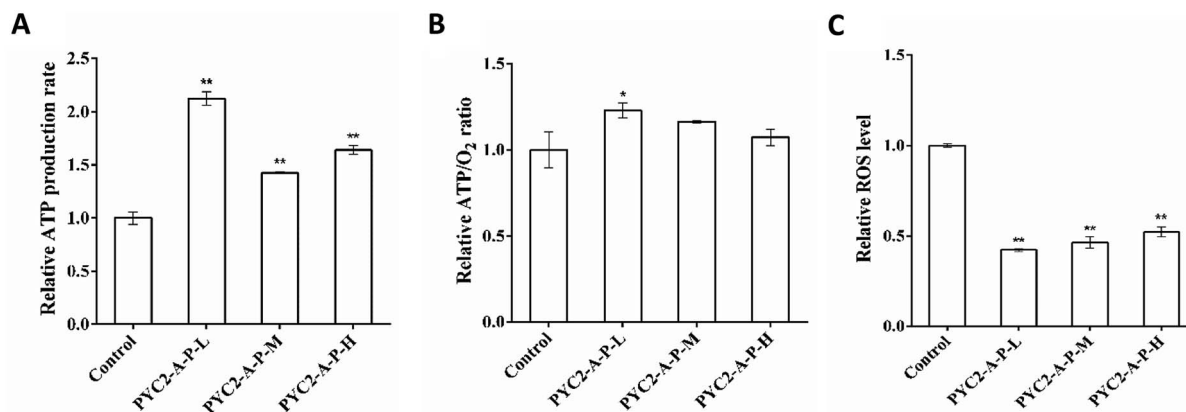 A
Relative ATP production rate
2.5
2.0
1.5
1.0
0.5
0.0
**
**
**
Control
PYC2-A-P-L
PYC2-A-P-M
PYC2-A-P-H
B
Relative ATP/O2 ratio
1.5
1.0
0.5
0.0
*
Control
PYC2-A-P-L
PYC2-A-P-M
PYC2-A-P-H
C
Relative ROS level
1.5
1.0
0.5
0.0
**
**
**
Control
PYC2-A-P-L
PYC2-A-P-M
PYC2-A-P-H